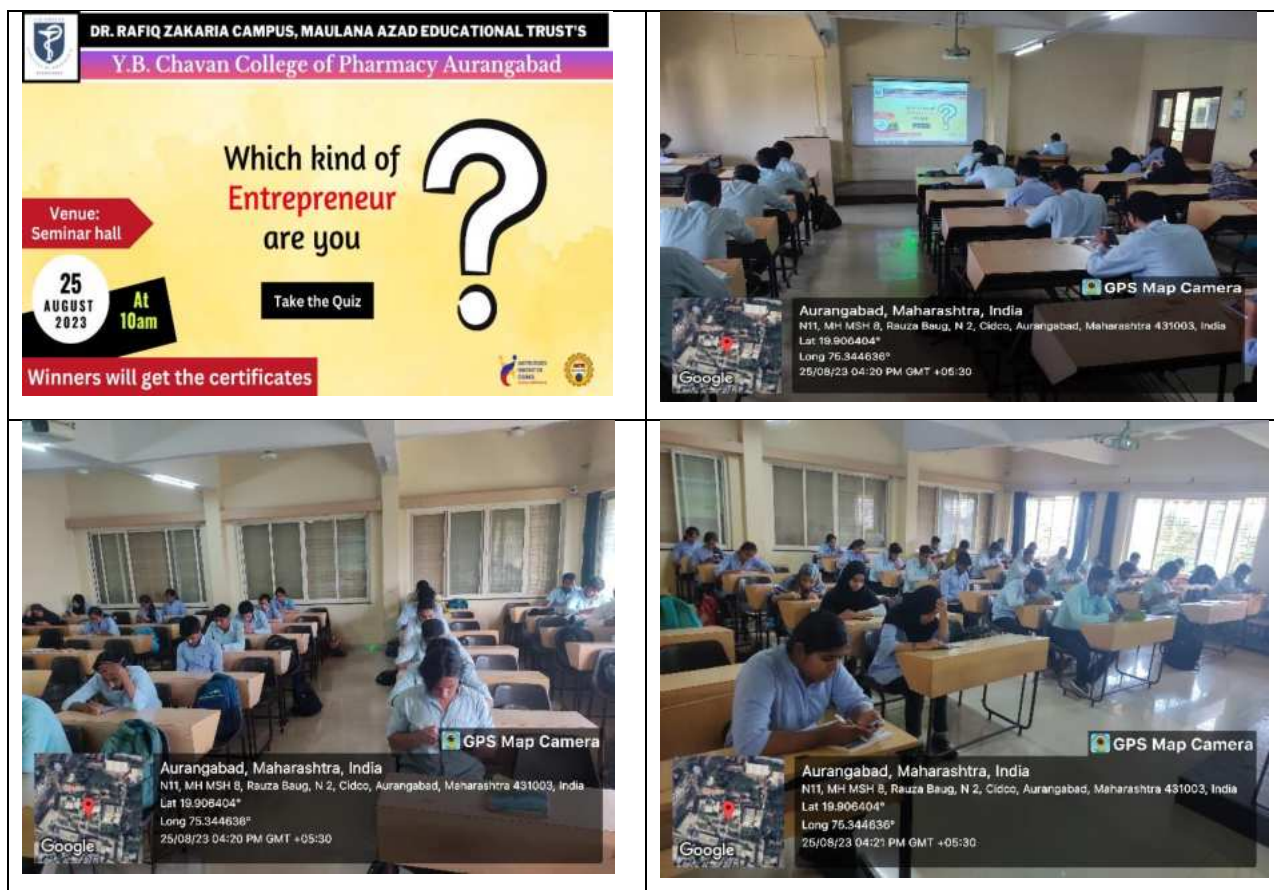 DR. RAFIQ ZAKARIA CAMPUS, MAULANA AZAD EDUCATIONAL TRUST'S
Y.B. Chavan College of Pharmacy Aurangabad
Which kind of
Entrepreneur
are you
Take the Quiz
Venue:
Seminar hall
25
AUGUST
2023
At
10am
Winners will get the certificates
GPS Map Camera
Aurangabad, Maharashtra, India
N11, MH MSH 8, Rauza Baug, N 2, Cidco, Aurangabad, Maharashtra 431003, India
Lat 19.906404°
Long 75.344636°
25/08/23 04:20 PM GMT +05:30
Google
GPS Map Camera
Aurangabad, Maharashtra, India
N11, MH MSH 8, Rauza Baug, N 2, Cidco, Aurangabad, Maharashtra 431003, India
Lat 19.906404°
Long 75.344636°
25/08/23 04:20 PM GMT +05:30
Google
GPS Map Camera
Aurangabad, Maharashtra, India
N11, MH MSH 8, Rauza Baug, N 2, Cidco, Aurangabad, Maharashtra 431003, India
Lat 19.906404°
Long 75.344636°
25/08/23 04:21 PM GMT +05:30
Google